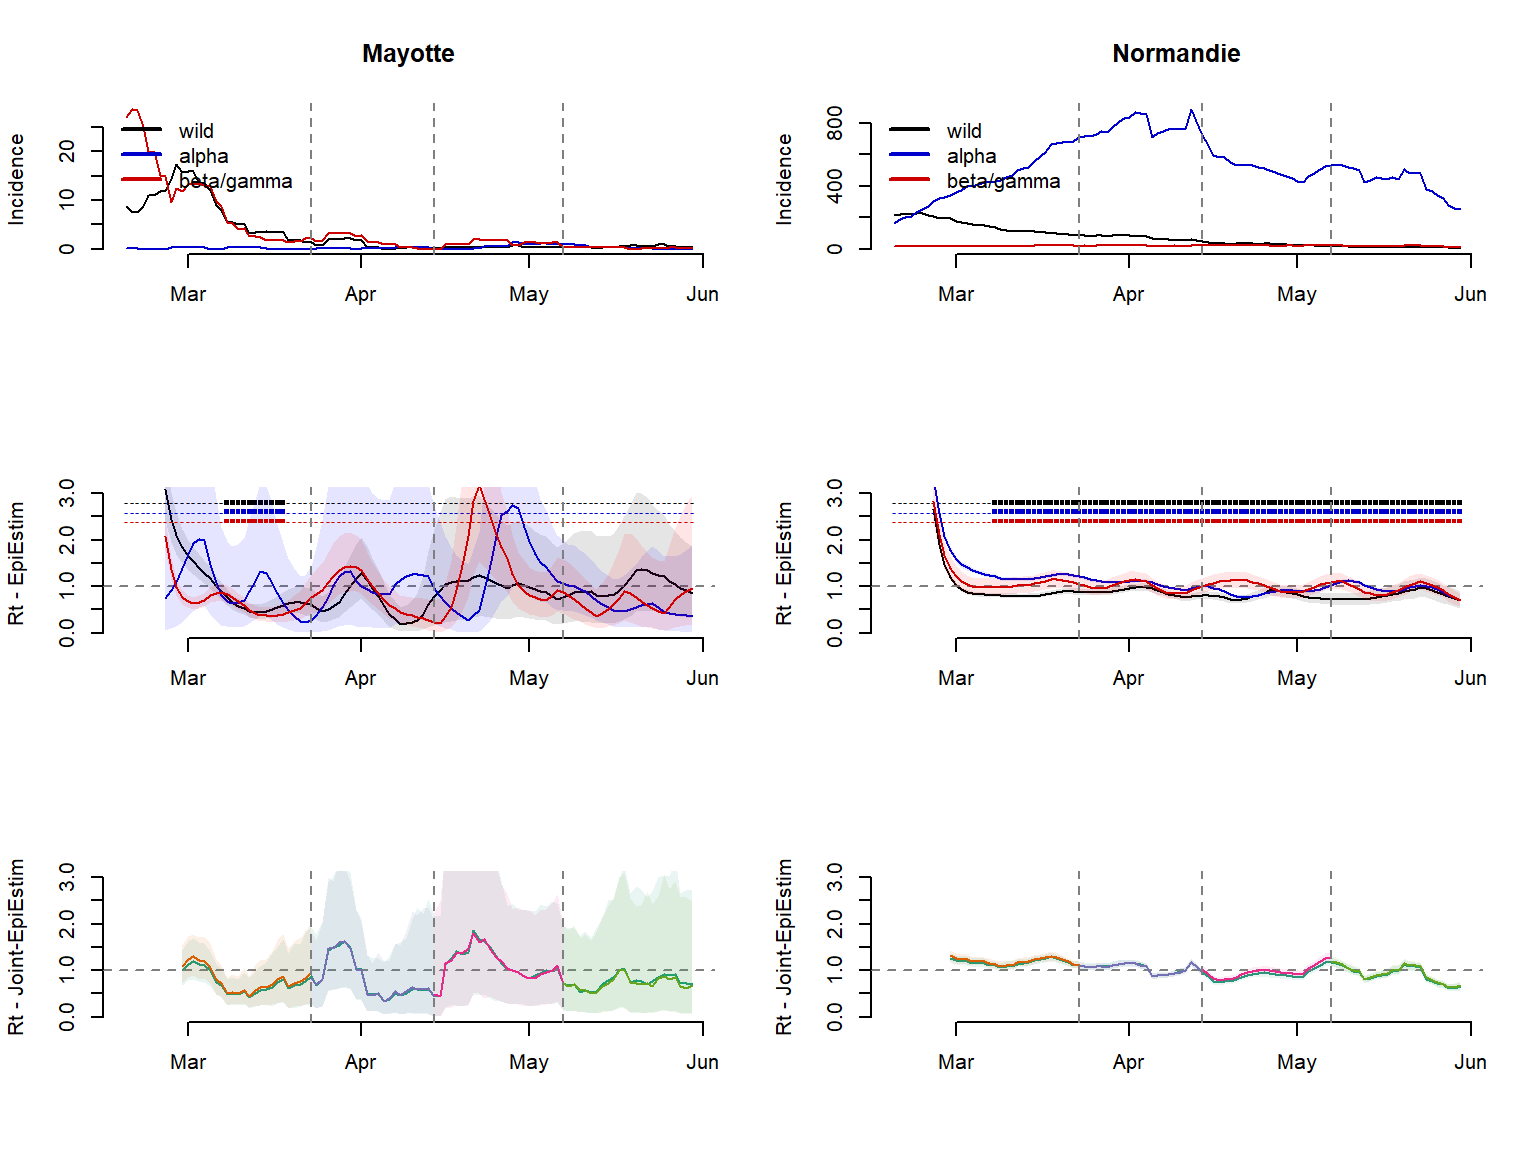 Mayotte
Incidence
0
10
20
wild
alpha
beta/gamma
Mar
Apr
May
Jun
Normandie
Incidence
0
400
800
wild
alpha
beta/gamma
Mar
Apr
May
Jun
Rt - EpiEstim
0.0
1.0
2.0
3.0
Mar
Apr
May
Jun
Rt - EpiEstim
0.0
1.0
2.0
3.0
Mar
Apr
May
Jun
Rt - Joint-EpiEstim
0.0
1.0
2.0
3.0
Mar
Apr
May
Jun
Rt - Joint-EpiEstim
0.0
1.0
2.0
3.0
Mar
Apr
May
Jun